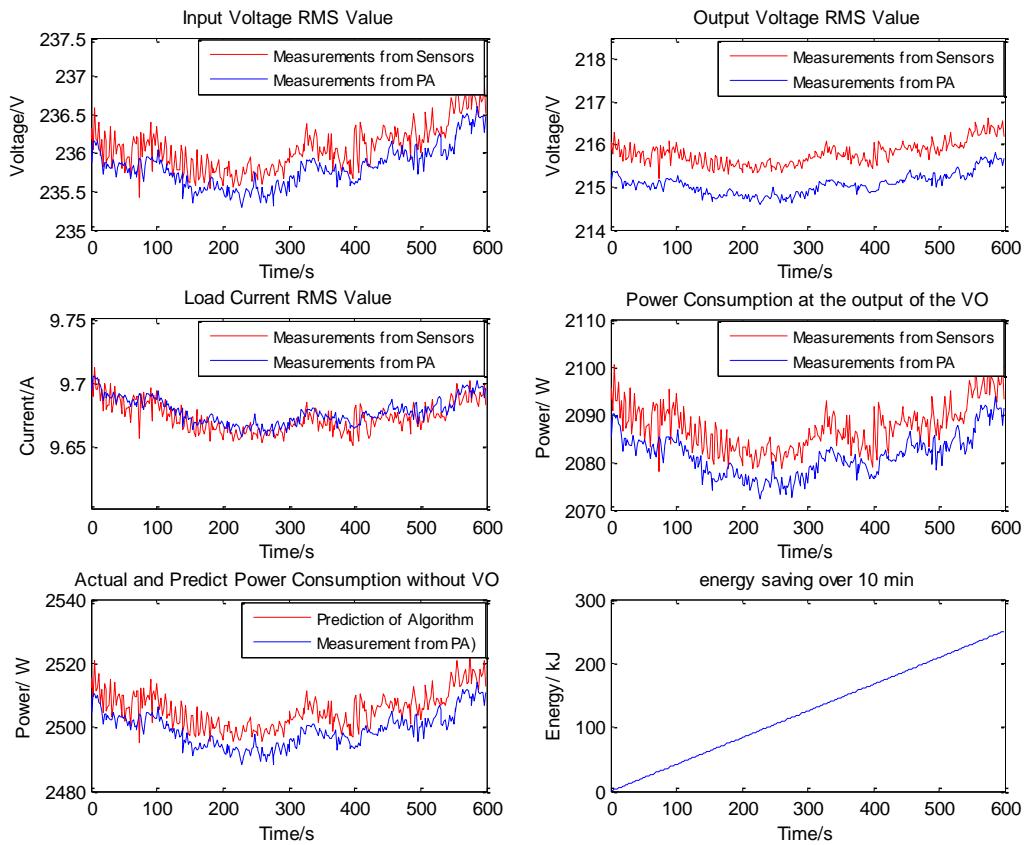 Input Voltage RMS Value
237.5
237
236.5
236
235.5
235
Voltage/V
Measurements from Sensors
Measurements from PA
0 100 200 300 400 500 600
Time/s
Output Voltage RMS Value
218
217
216
215
214
Voltage/V
Measurements from Sensors
Measurements from PA
0 100 200 300 400 500 600
Time/s
Load Current RMS Value
9.75
9.7
9.65
Current/A
Measurements from Sensors
Measurements from PA
0 100 200 300 400 500 600
Time/s
Power Consumption at the output of the VO
2110
2100
2090
2080
2070
Power/ W
Measurements from Sensors
Measurements from PA
0 100 200 300 400 500 600
Time/s
Actual and Predict Power Consumption without VO
2540
2520
2500
2480
Power/ W
Prediction of Algorithm
Measurement from PA)
0 100 200 300 400 500 600
Time/s
energy saving over 10 min
300
200
100
0
Energy/ kJ
0 100 200 300 400 500 600
Time/s